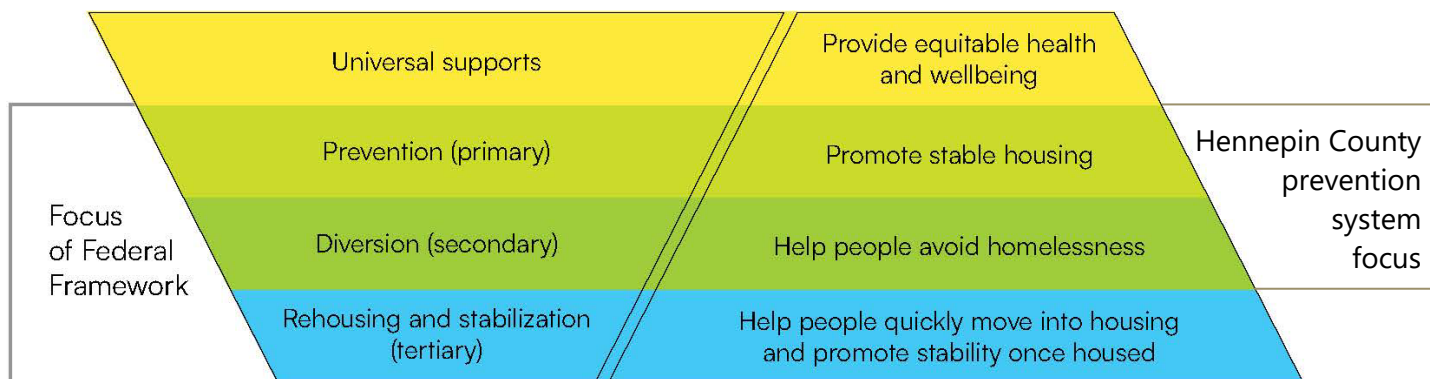 Universal supports
Provide equitable health
and wellbeing
Prevention (primary)
Promote stable housing
Diversion (secondary)
Help people avoid homelessness
Rehousing and stabilization
(tertiary)
Help people quickly move into housing
and promote stability once housed
Focus
of Federal
Framework
Hennepin County
prevention
system
focus